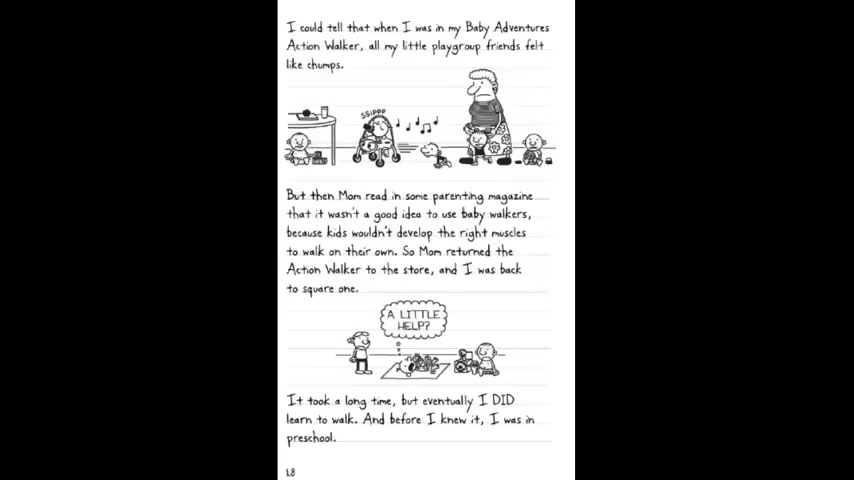 I could tell that when I was in my Baby Adventures
Action Walker, all my little playgroup friends felt
like chumps.
SSIPPP
But then Mom read in some parenting magazine
that it wasn't a good idea to use baby walkers,
because kids wouldn't develop the right muscles
to walk on their own. So Mom returned the
Action Walker to the store, and I was back
to square one.
A LITTLE
HELP?
It took a long time, but eventually I DID
learn to walk. And before I knew it, I was in
preschool.
18